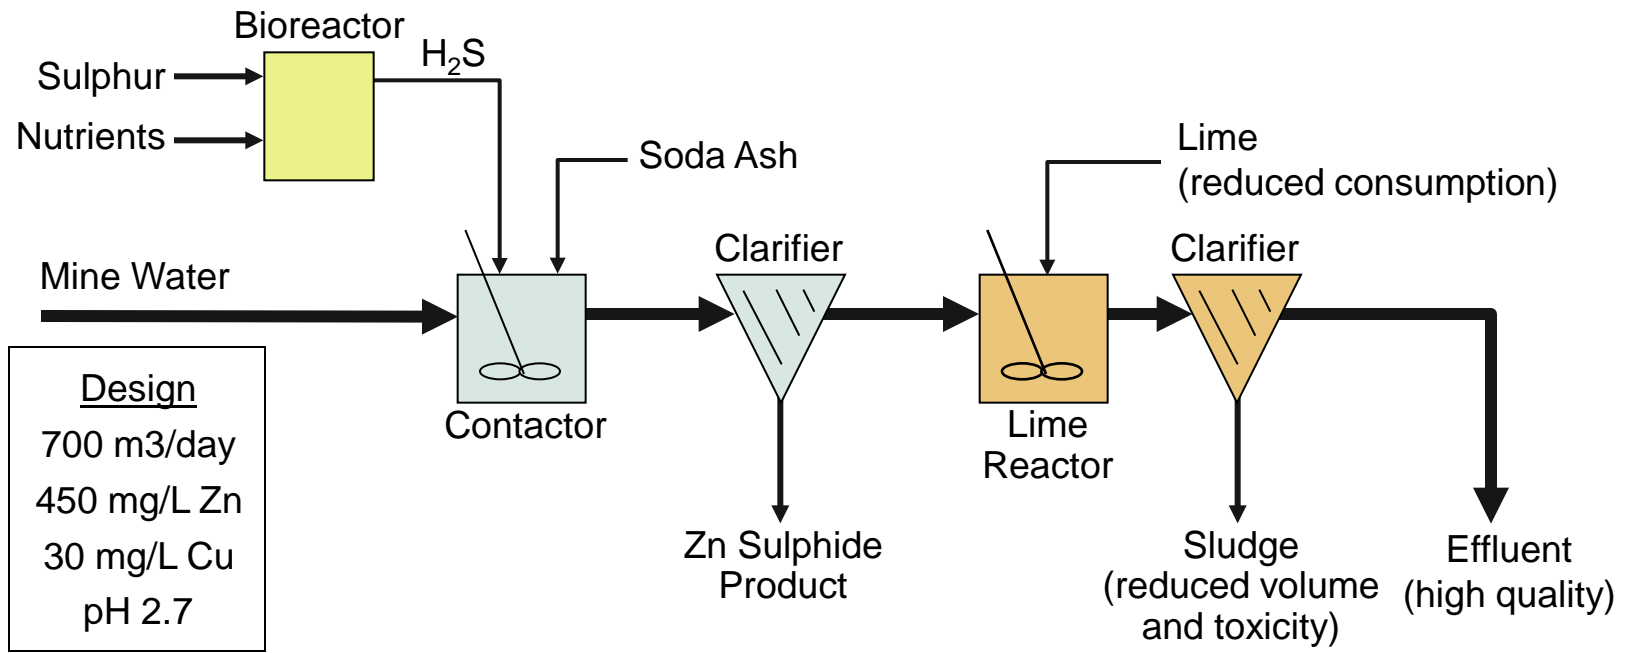 Bioreactor
H2S
Sulphur
Nutrients
Soda Ash
Lime
(reduced consumption)
Mine Water
Clarifier
Clarifier
Contactor
Lime
Reactor
Design
700 m3/day
450 mg/L Zn
30 mg/L Cu
pH 2.7
Zn Sulphide
Product
Sludge
(reduced volume
and toxicity)
Effluent
(high quality)